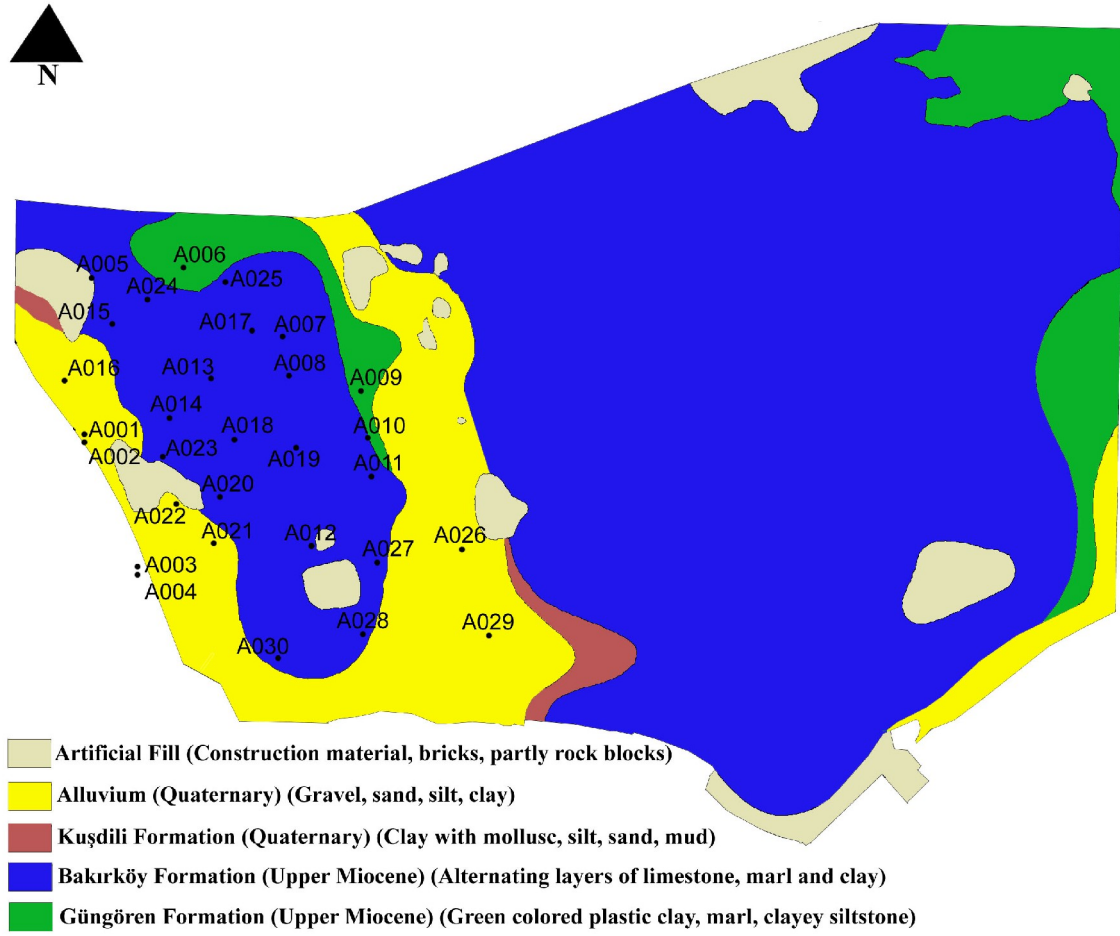 N
A006
A005
A025
A024
A015
A017
A007
A016
A013
A008
A009
A014
A018
A010
A001
A002
A023
A019
A011
A020
A022
A021
A012
A026
A027
A003
A004
A028
A029
A030
Artificial Fill (Construction material, bricks, partly rock blocks)
Alluvium (Quaternary) (Gravel, sand, silt, clay)
Kuşdili Formation (Quaternary) (Clay with mollusc, silt, sand, mud)
Bakırköy Formation (Upper Miocene) (Alternating layers of limestone, marl and clay)
Güngören Formation (Upper Miocene) (Green colored plastic clay, marl, clayey siltstone)